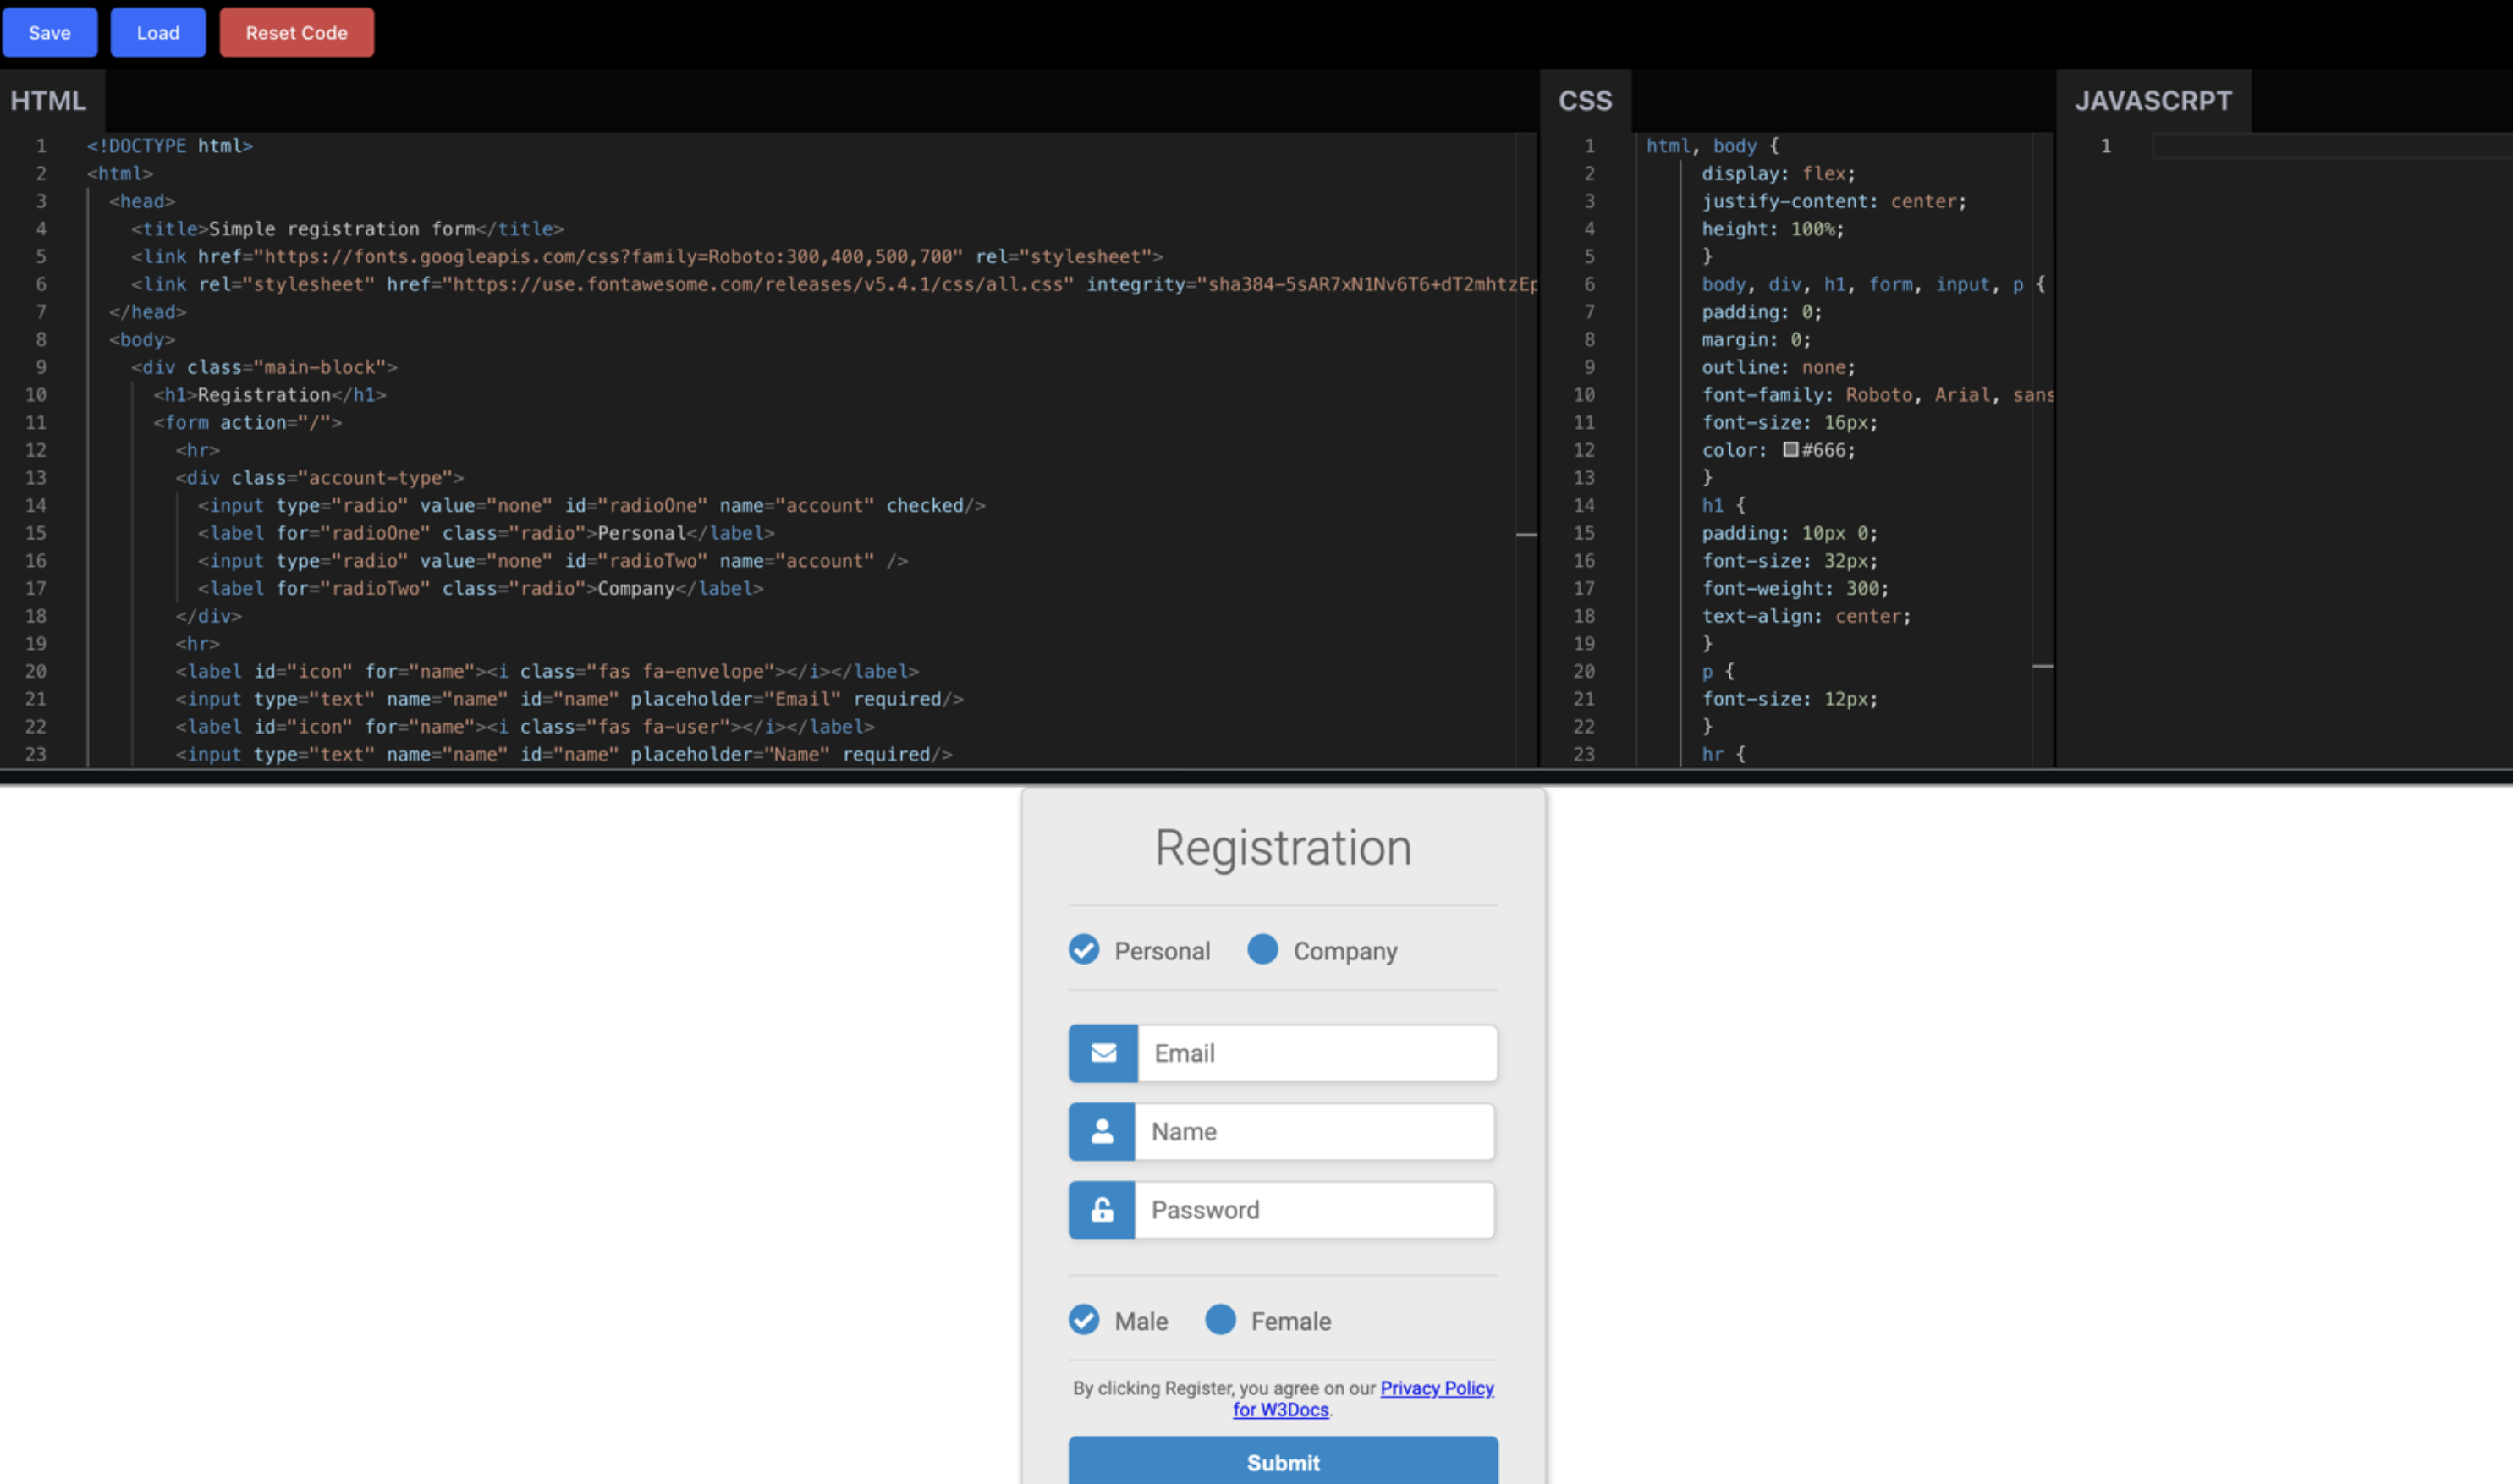 Save Load Reset Code
HTML
1 <!DOCTYPE html>
2 <html>
3 <head>
4 <title>Simple registration form</title>
5 <link href="https://fonts.googleapis.com/css?family=Roboto:300,400,500,700" rel="stylesheet">
6 <link rel="stylesheet" href="https://use.fontawesome.com/releases/v5.4.1/css/all.css" integrity="sha384-5sAR7xN1Nv6T6+dT2mhtzEp
7 </head>
8 <body>
9 <div class="main-block">
10 <h1>Registration</h1>
11 <form action="/">
12 <hr>
13 <div class="account-type">
14 <input type="radio" value="none" id="radioOne" name="account" checked/>
15 <label for="radioOne" class="radio">Personal</label>
16 <input type="radio" value="none" id="radioTwo" name="account" />
17 <label for="radioTwo" class="radio">Company</label>
18 </div>
19 <hr>
20 <label id="icon" for="name"><i class="fas fa-envelope"></i></label>
21 <input type="text" name="name" id="name" placeholder="Email" required/>
22 <label id="icon" for="name"><i class="fas fa-user"></i></label>
23 <input type="text" name="name" id="name" placeholder="Name" required/>
CSS
1 html, body {
2 display: flex;
3 justify-content: center;
4 height: 100%;
5 }
6 body, div, h1, form, input, p {
7 padding: 0;
8 margin: 0;
9 outline: none;
10 font-family: Roboto, Arial, sans
11 font-size: 16px;
12 color: #666;
13 }
14 h1 {
15 padding: 10px 0;
16 font-size: 32px;
17 font-weight: 300;
18 text-align: center;
19 }
20 p {
21 font-size: 12px;
22 }
23 hr {
JAVASCRPT
1
Registration
Personal Company
Email
Name
Password
Male Female
By clicking Register, you agree on our Privacy Policy
for W3Docs.
Submit